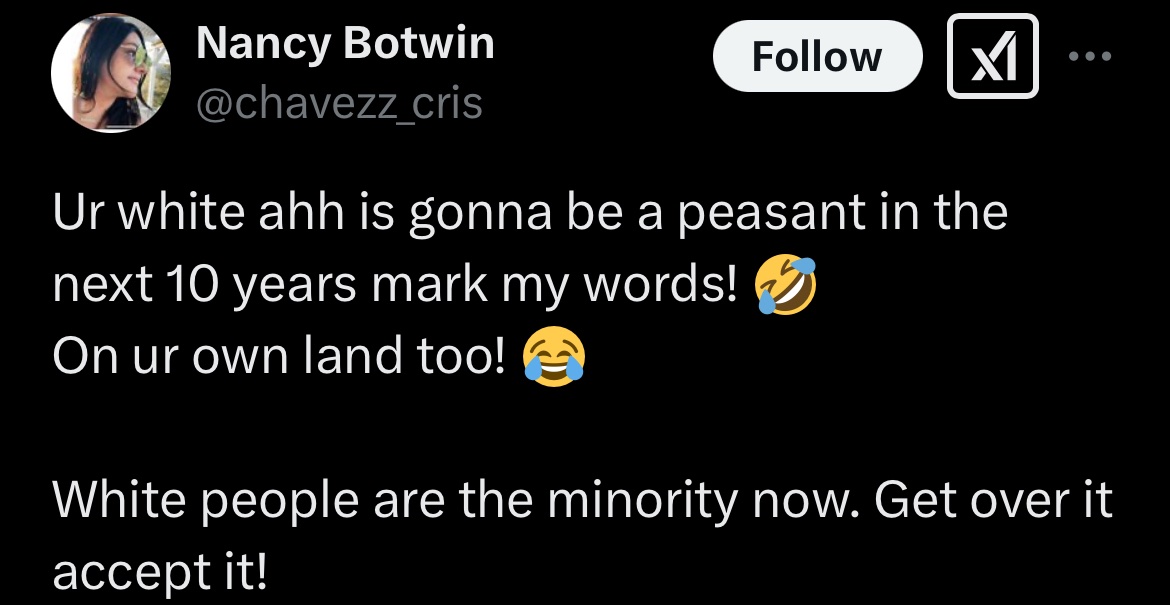 Nancy Botwin
Follow
@chavezz_cris
Ur white ahh is gonna be a peasant in the
next 10 years mark my words! 🤣
On ur own land too! 😂
White people are the minority now. Get over it
accept it!